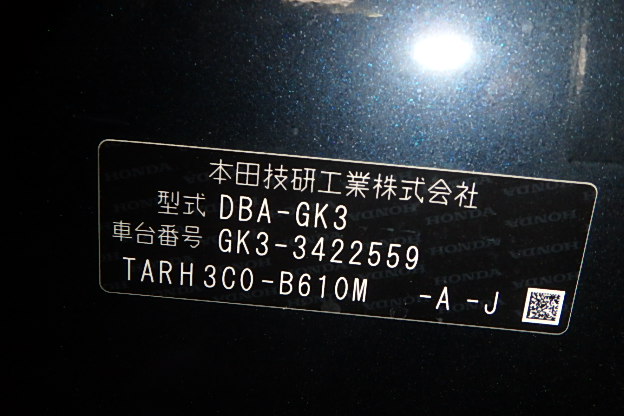 本田技研工業株式会社
型式 DBA-GK3
車台番号 GK3-3422559
TARH3C0-B610M -A-J